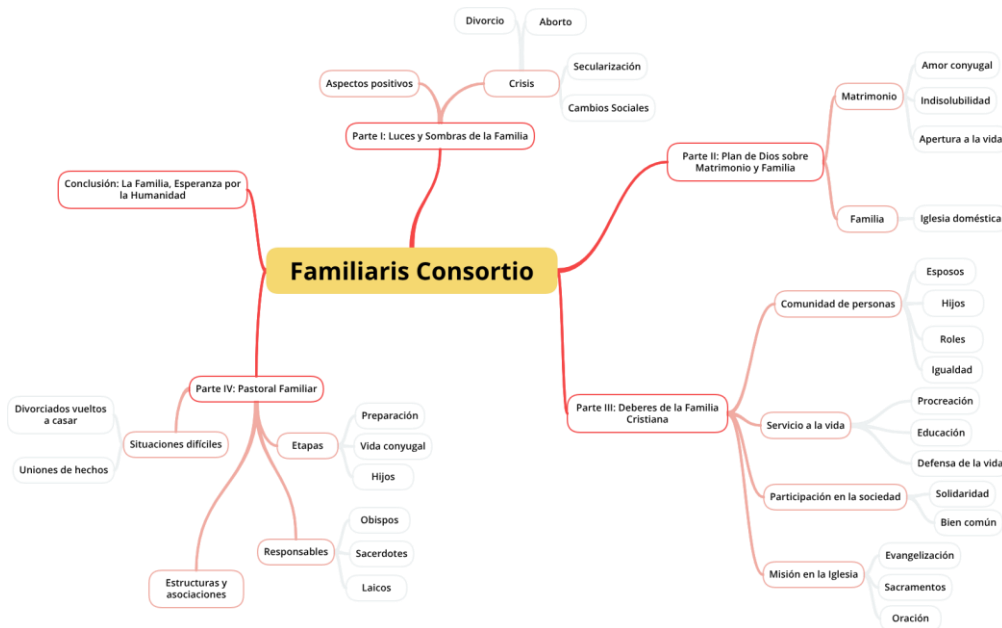 Familiaris Consortio
Parte I: Luces y Sombras de la Familia
Aspectos positivos
Crisis
Divorcio
Aborto
Secularización
Cambios Sociales
Parte II: Plan de Dios sobre
Matrimonio y Familia
Matrimonio
Amor conyugal
Indisolubilidad
Apertura a la vida
Familia
Iglesia doméstica
Parte III: Deberes de la Familia
Cristiana
Comunidad de personas
Esposos
Hijos
Roles
Igualdad
Servicio a la vida
Procreación
Educación
Defensa de la vida
Participación en la sociedad
Solidaridad
Bien común
Misión en la Iglesia
Evangelización
Sacramentos
Oración
Parte IV: Pastoral Familiar
Etapas
Preparación
Vida conyugal
Hijos
Responsables
Obispos
Sacerdotes
Laicos
Estructuras y
asociaciones
Situaciones difíciles
Divorciados vueltos
a casar
Uniones de hechos
Conclusión: La Familia, Esperanza por
la Humanidad